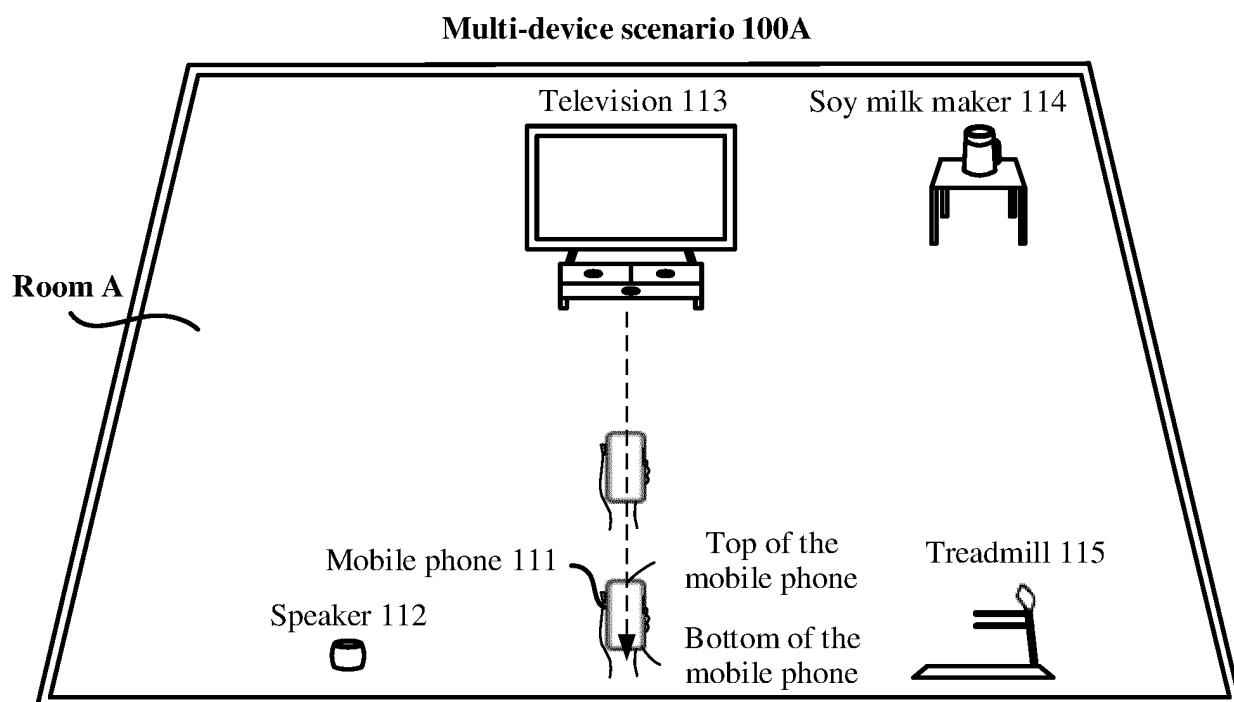 Multi-device scenario 100A
Television 113
Soy milk maker 114
Room A
Mobile phone 111
Top of the
mobile phone
Treadmill 115
Speaker 112
Bottom of the
mobile phone